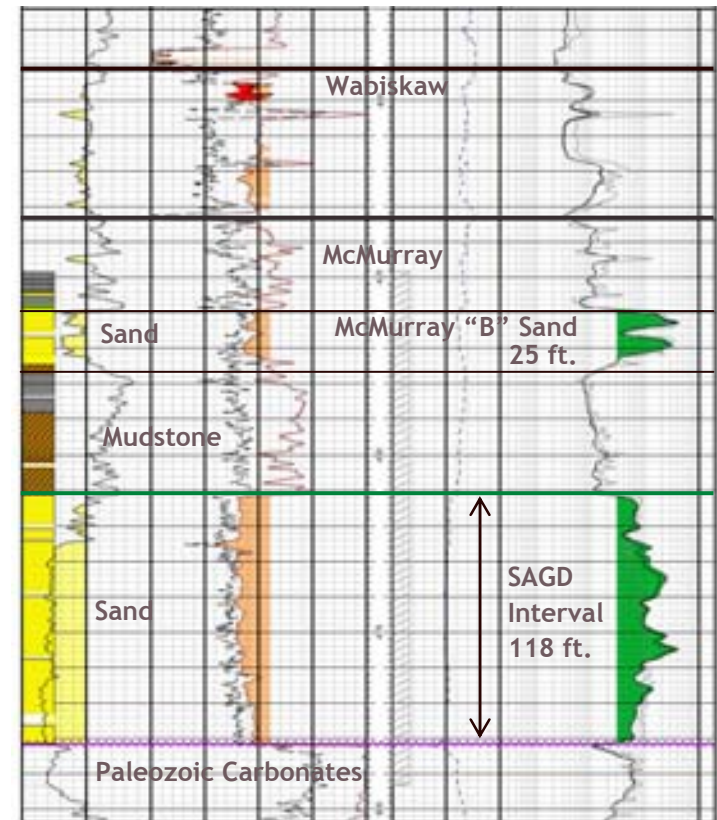 Wabiskaw
McMurray
Sand
McMurray “B” Sand
25 ft.
Mudstone
SAGD
Interval
118 ft.
Sand
Paleozoic Carbonates